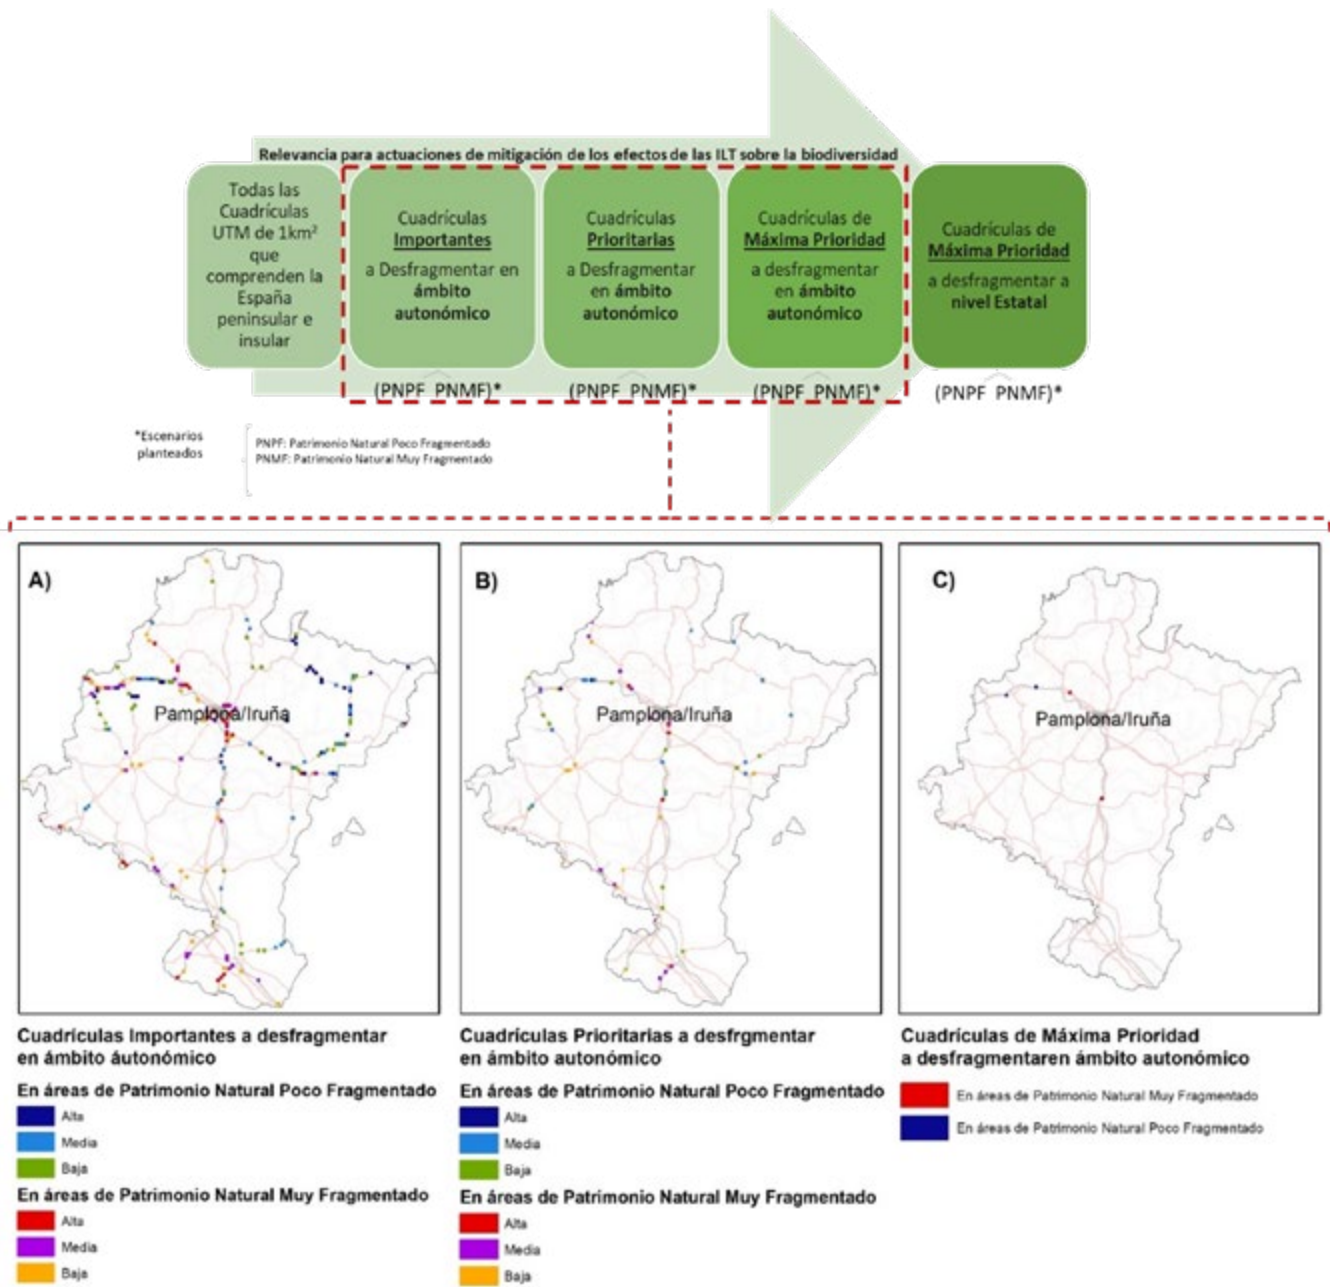 Relevancia para actuaciones de mitigación de los efectos de las ILT sobre la biodiversidad
Todas las
Cuadrículas
UTM de 1km²
que
comprenden la
España
peninsular e
insular
Cuadrículas
Importantes
a Desfragmentar en
ámbito
autonómico
(PNPF PNMF)*
Cuadrículas
Prioritarias
a Desfragmentar
en ámbito
autonómico
(PNPF PNMF)*
Cuadrículas de
Máxima Prioridad
a desfragmentar
en ámbito
autonómico
(PNPF PNMF)*
Cuadrículas de
Máxima Prioridad
a desfragmentar a
nivel Estatal
(PNPF PNMF)*
*Escenarios
planteados
PNPF: Patrimonio Natural Poco Fragmentado
PNMF: Patrimonio Natural Muy Fragmentado
A)
Pamplona/Iruña
B)
Pamplona/Iruña
C)
Pamplona/Iruña
Cuadrículas Importantes a desfragmentar
en ámbito áutonómico
En áreas de Patrimonio Natural Poco Fragmentado
Alta
Media
Baja
En áreas de Patrimonio Natural Muy Fragmentado
Alta
Media
Baja
Cuadrículas Prioritarias a desfrgmentar
en ámbito autonómico
En áreas de Patrimonio Natural Poco Fragmentado
Alta
Media
Baja
En áreas de Patrimonio Natural Muy Fragmentado
Alta
Media
Baja
Cuadrículas de Máxima Prioridad
a desfragmentaren ámbito autonómico
En áreas de Patrimonio Natural Muy Fragmentado
En áreas de Patrimonio Natural Poco Fragmentado